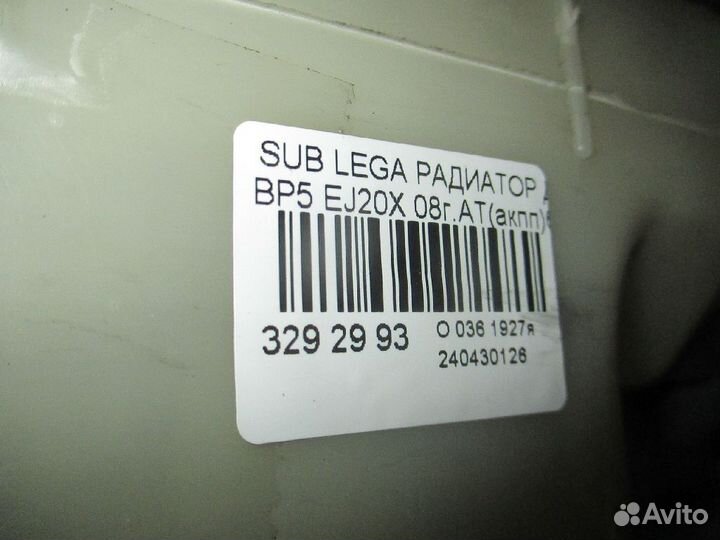 SUB LEGA РАДИАТОР
BP5 EJ20X 08г.AT(акпп)
329 29 93
O 036 1927я
240430126
Avito